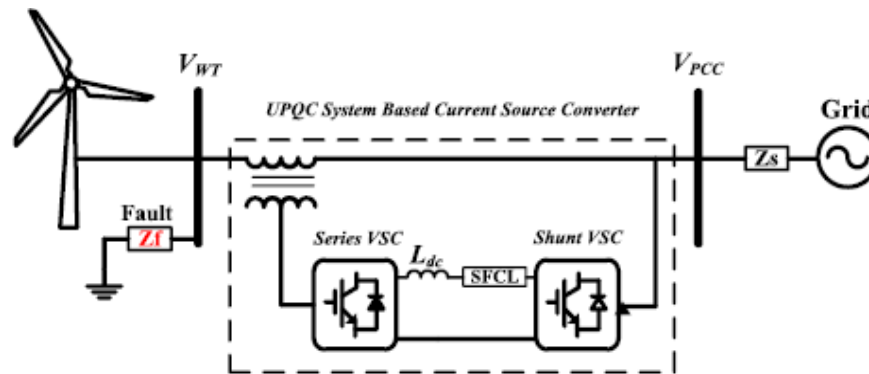 V_WT
V_PCC
UPQC System Based Current Source Converter
Grid
Zs
Fault
Zf
Series VSC
L_dc
SFCL
Shunt VSC